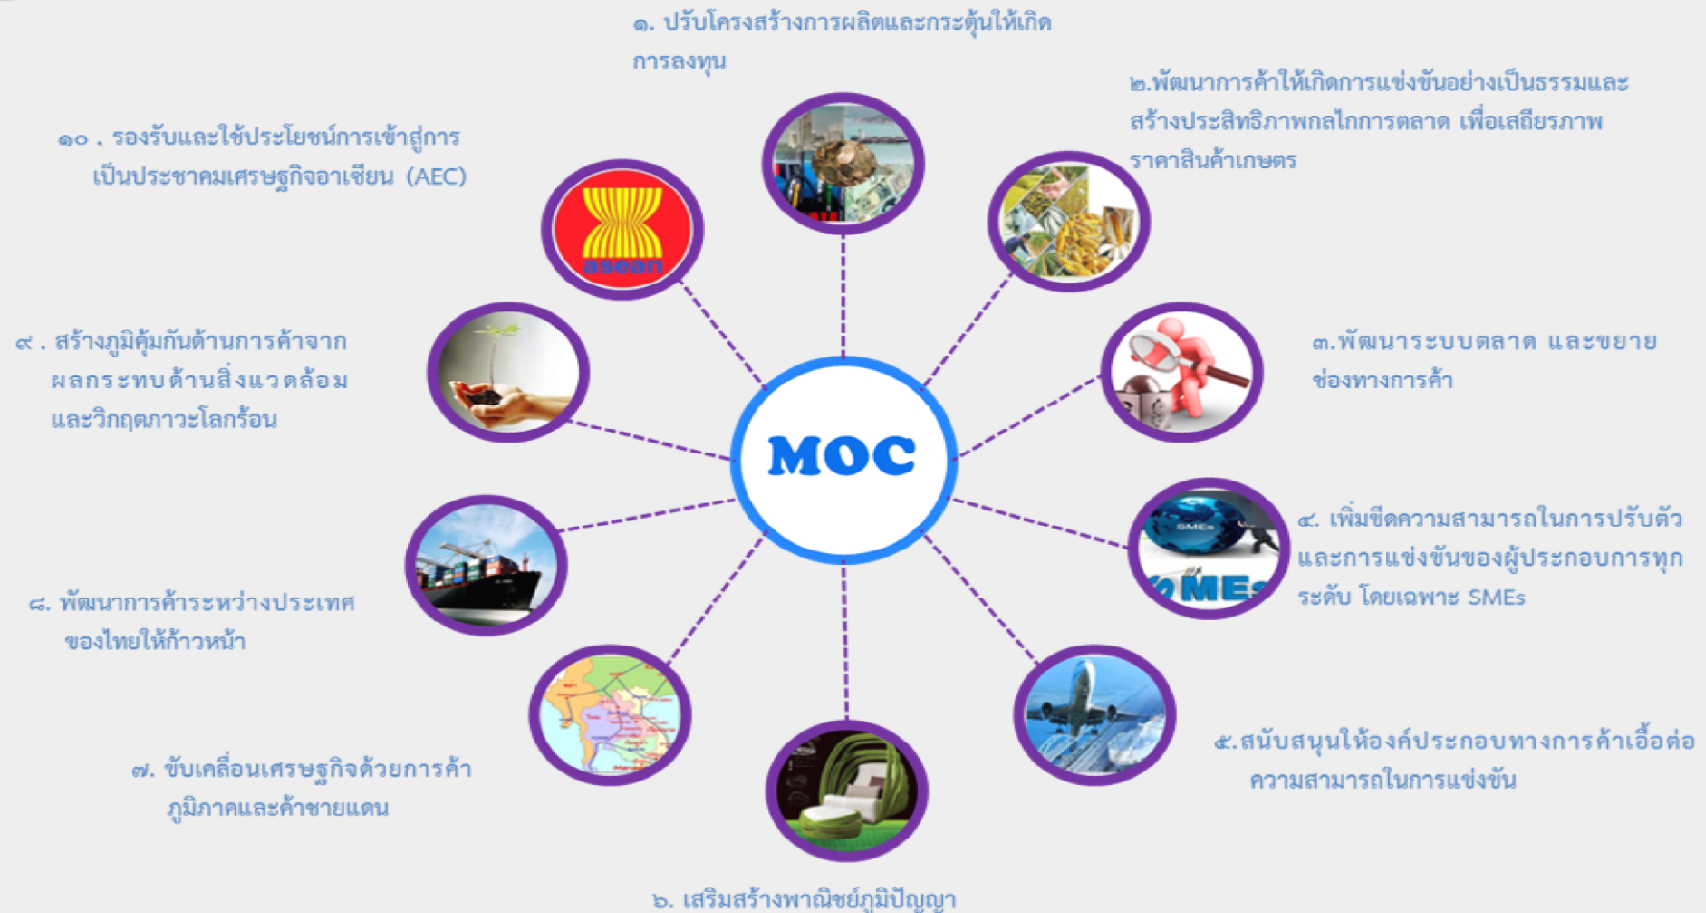 ๑. ปรับโครงสร้างการผลิตและกระตุ้นให้เกิด
การลงทุน
๒.พัฒนาการค้าให้เกิดการแข่งขันอย่างเป็นธรรมและ
สร้างประสิทธิภาพกลไกการตลาด เพื่อเสถียรภาพ
ราคาสินค้าเกษตร
๓.พัฒนาระบบตลาด และขยาย
ช่องทางการค้า
๔. เพิ่มขีดความสามารถในการปรับตัว
และการแข่งขันของผู้ประกอบการทุก
ระดับ โดยเฉพาะ SMEs
๕.สนับสนุนให้องค์ประกอบทางการค้าเอื้อต่อ
ความสามารถในการแข่งขัน
๖. เสริมสร้างพาณิชย์ภูมิปัญญา
๗. ขับเคลื่อนเศรษฐกิจด้วยการค้า
ภูมิภาคและค้าชายแดน
๘. พัฒนาการค้าระหว่างประเทศ
ของไทยให้ก้าวหน้า
๙ . สร้างภูมิคุ้มกันด้านการค้าจาก
ผลกระทบด้านสิ่งแวดล้อม
และวิกฤตภาวะโลกร้อน
๑๐ . รองรับและใช้ประโยชน์การเข้าสู่การ
เป็นประชาคมเศรษฐกิจอาเซียน (AEC)
MOC
asean
SMEs
MEs